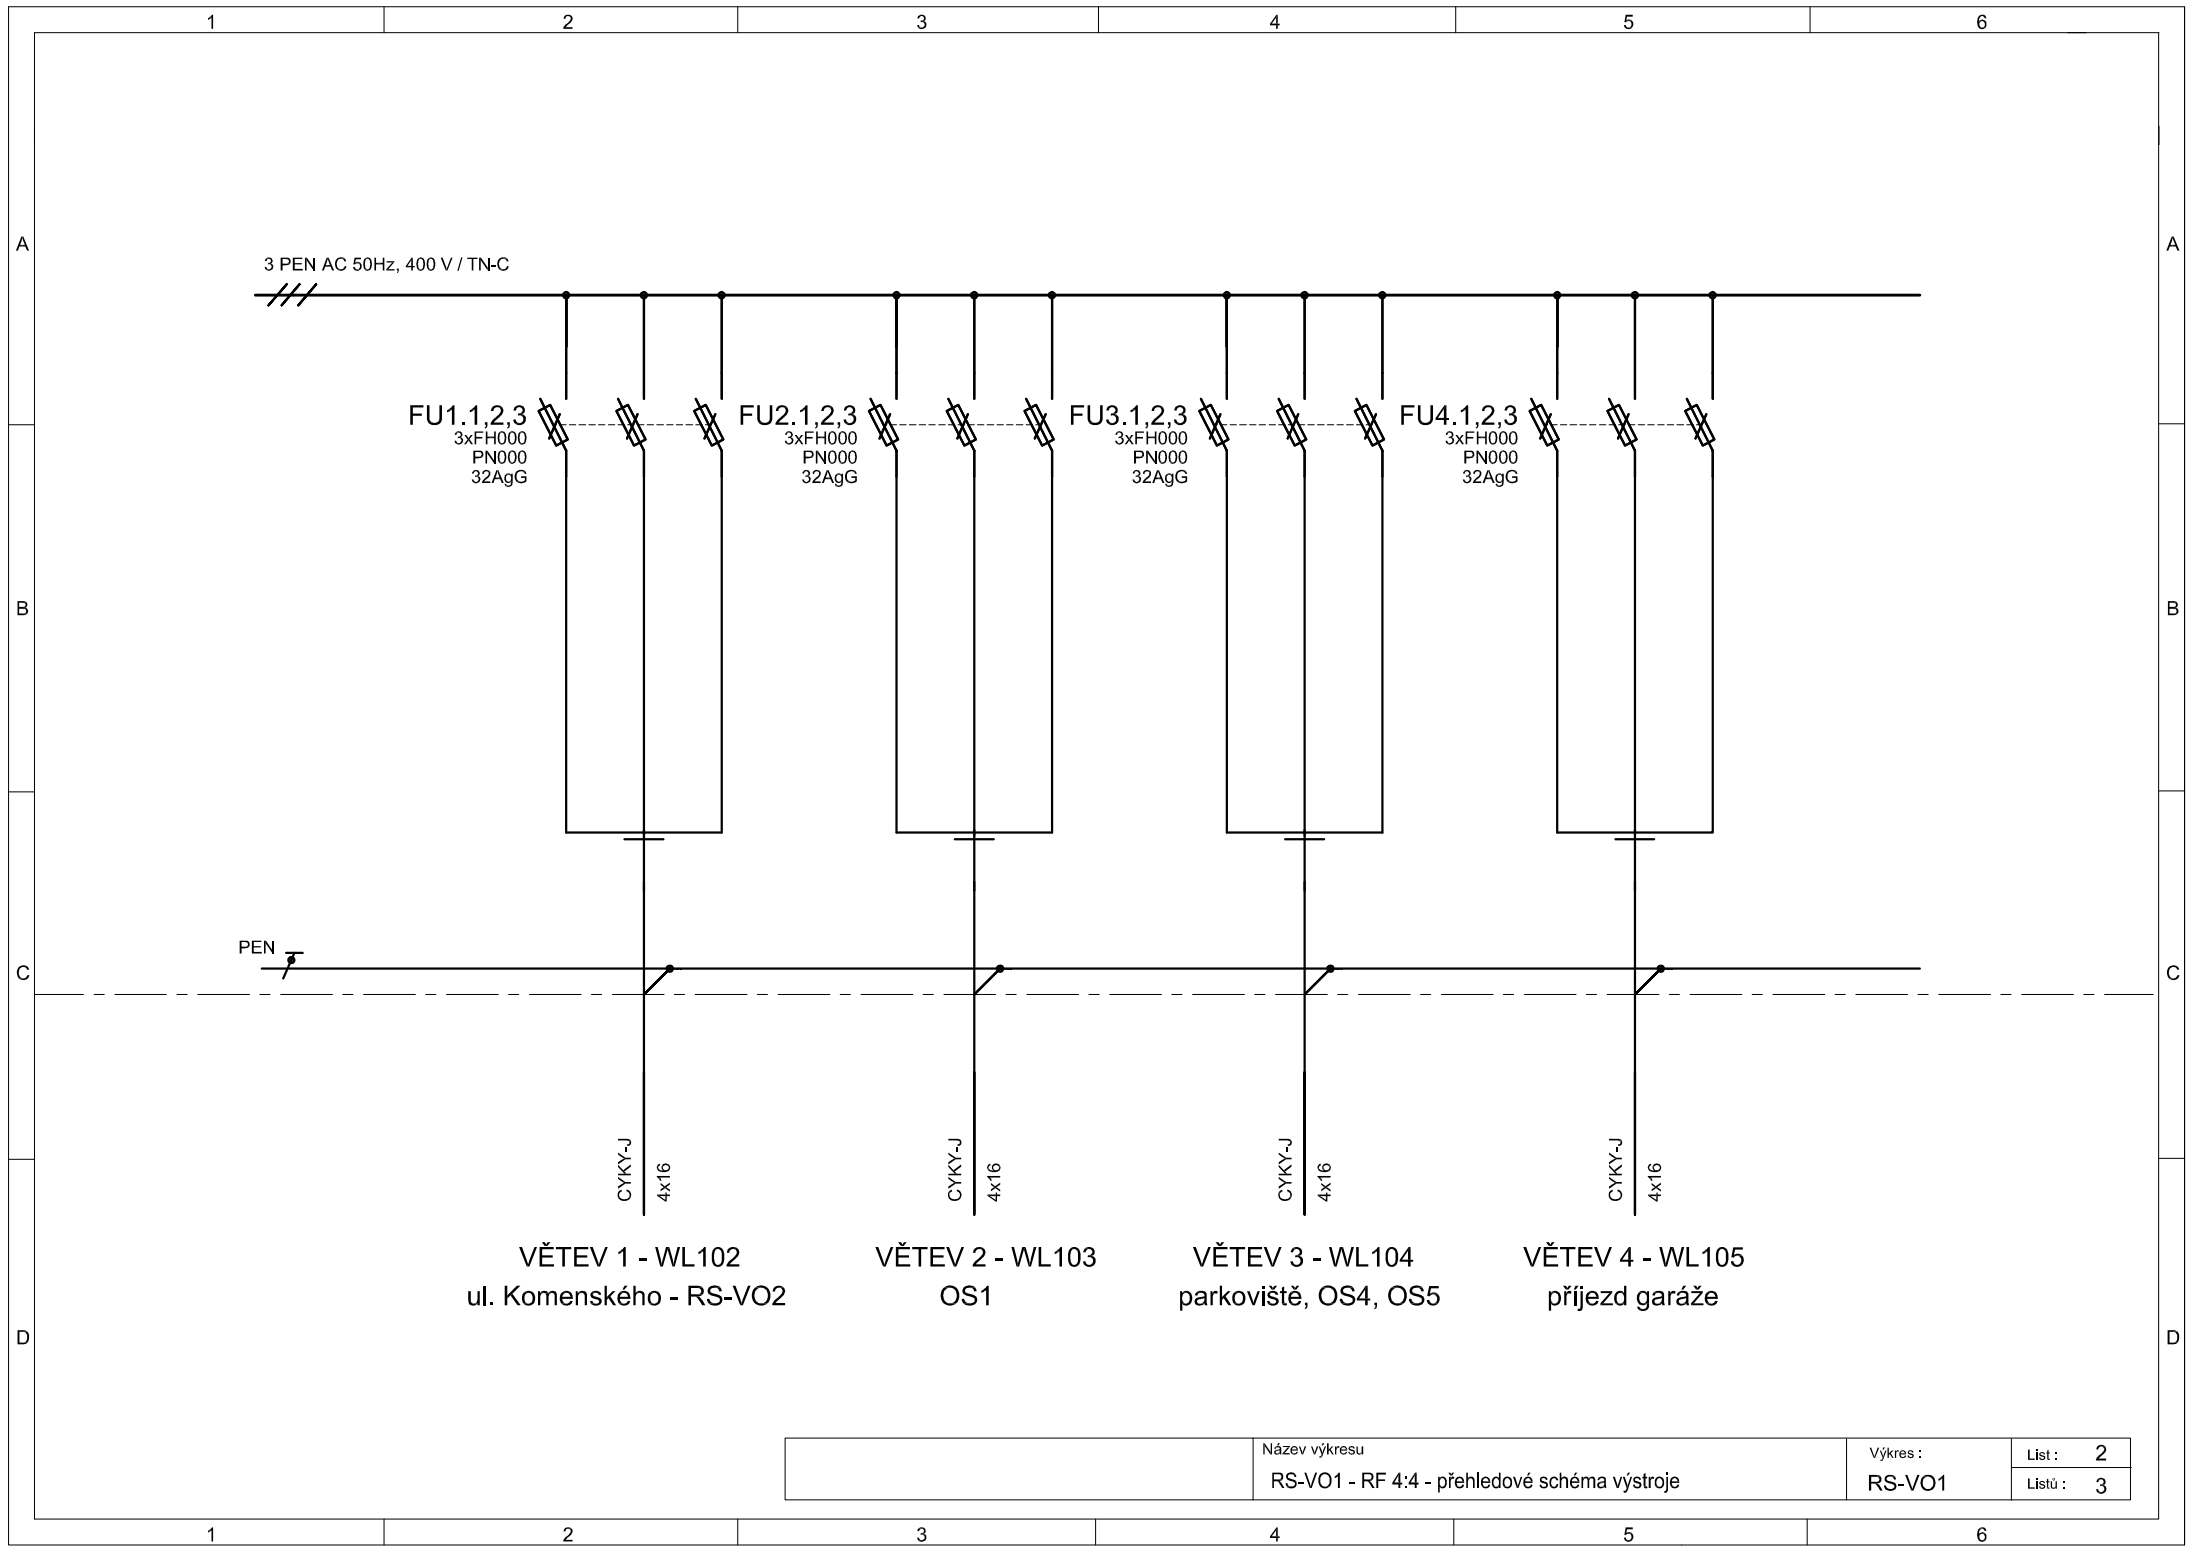 1 2 3 4 5 6
A A
3 PEN AC 50Hz, 400 V / TN-C
FU1.1,2,3
3xFH000
PN000
32AgG
FU2.1,2,3
3xFH000
PN000
32AgG
FU3.1,2,3
3xFH000
PN000
32AgG
FU4.1,2,3
3xFH000
PN000
32AgG
B B
PEN
C C
CYKY-J
4x16
CYKY-J
4x16
CYKY-J
4x16
CYKY-J
4x16
VĚTEV 1 - WL102
ul. Komenského - RS-VO2
VĚTEV 2 - WL103
OS1
VĚTEV 3 - WL104
parkoviště, OS4, OS5
VĚTEV 4 - WL105
příjezd garáže
D D
Název výkresu
RS-VO1 - RF 4:4 - přehledové schéma výstroje
Výkres :
RS-VO1
List : 2
Listů : 3
1 2 3 4 5 6